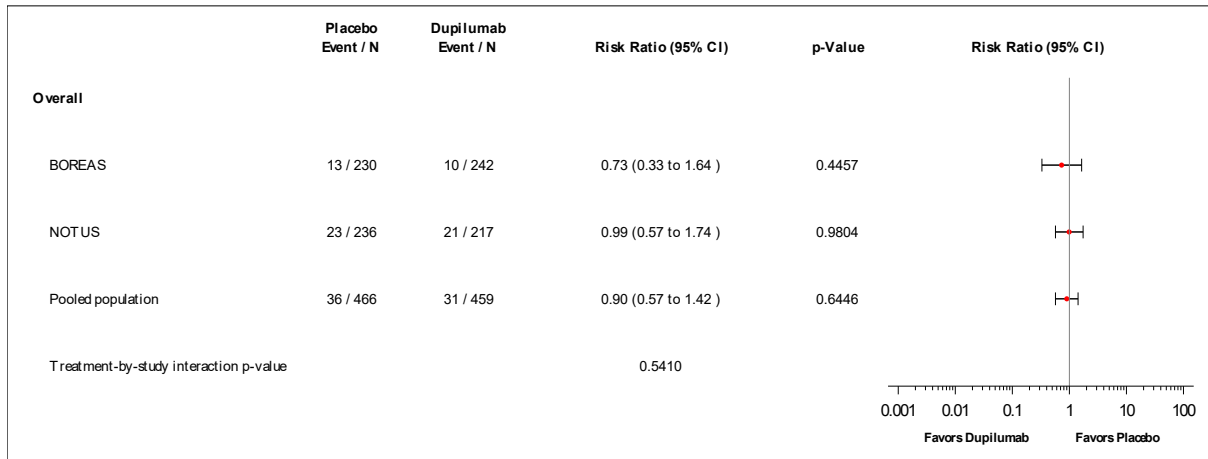 Placebo Dupilumab
Event / N Event / N Risk Ratio (95% CI) p-Value Risk Ratio (95% CI)
Overall
BOREAS 13 / 230 10 / 242 0.73 (0.33 to 1.64 ) 0.4457
NOTUS 23 / 236 21 / 217 0.99 (0.57 to 1.74 ) 0.9804
Pooled population 36 / 466 31 / 459 0.90 (0.57 to 1.42 ) 0.6446
Treatment-by-study interaction p-value 0.5410
0.001 0.01 0.1 1 10 100
Favors Dupilumab Favors Placebo